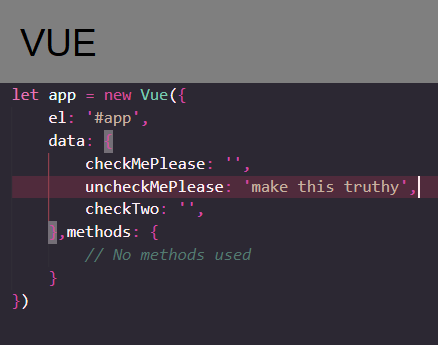 VUE
let app = new Vue({
el: '#app',
data: {
checkMePlease: '',
uncheckMePlease: 'make this truthy',
checkTwo: '',
},methods: {
// No methods used
}
})